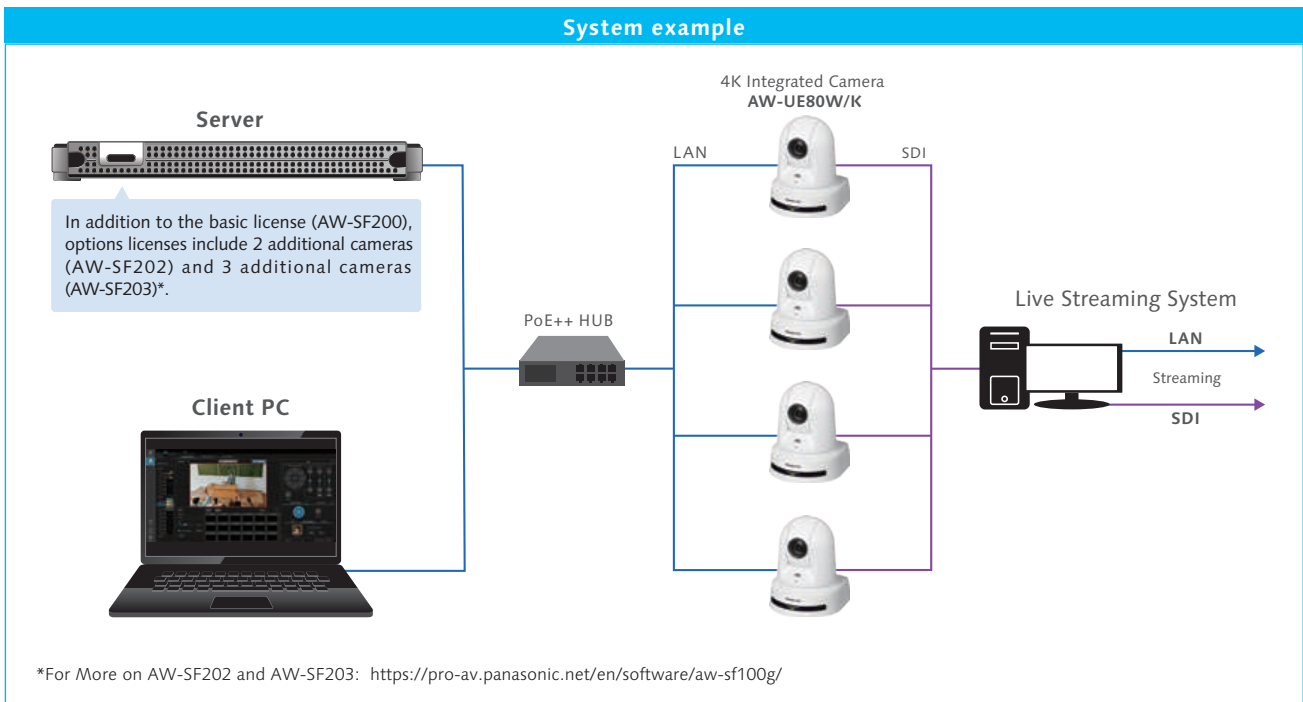 System example
4K Integrated Camera
AW-UE80W/K
Server
LAN
SDI
In addition to the basic license (AW-SF200),
options licenses include 2 additional cameras
(AW-SF202) and 3 additional cameras
(AW-SF203)*.
PoE++ HUB
Live Streaming System
LAN
Streaming
SDI
Client PC
*For More on AW-SF202 and AW-SF203: https://pro-av.panasonic.net/en/software/aw-sf100g/